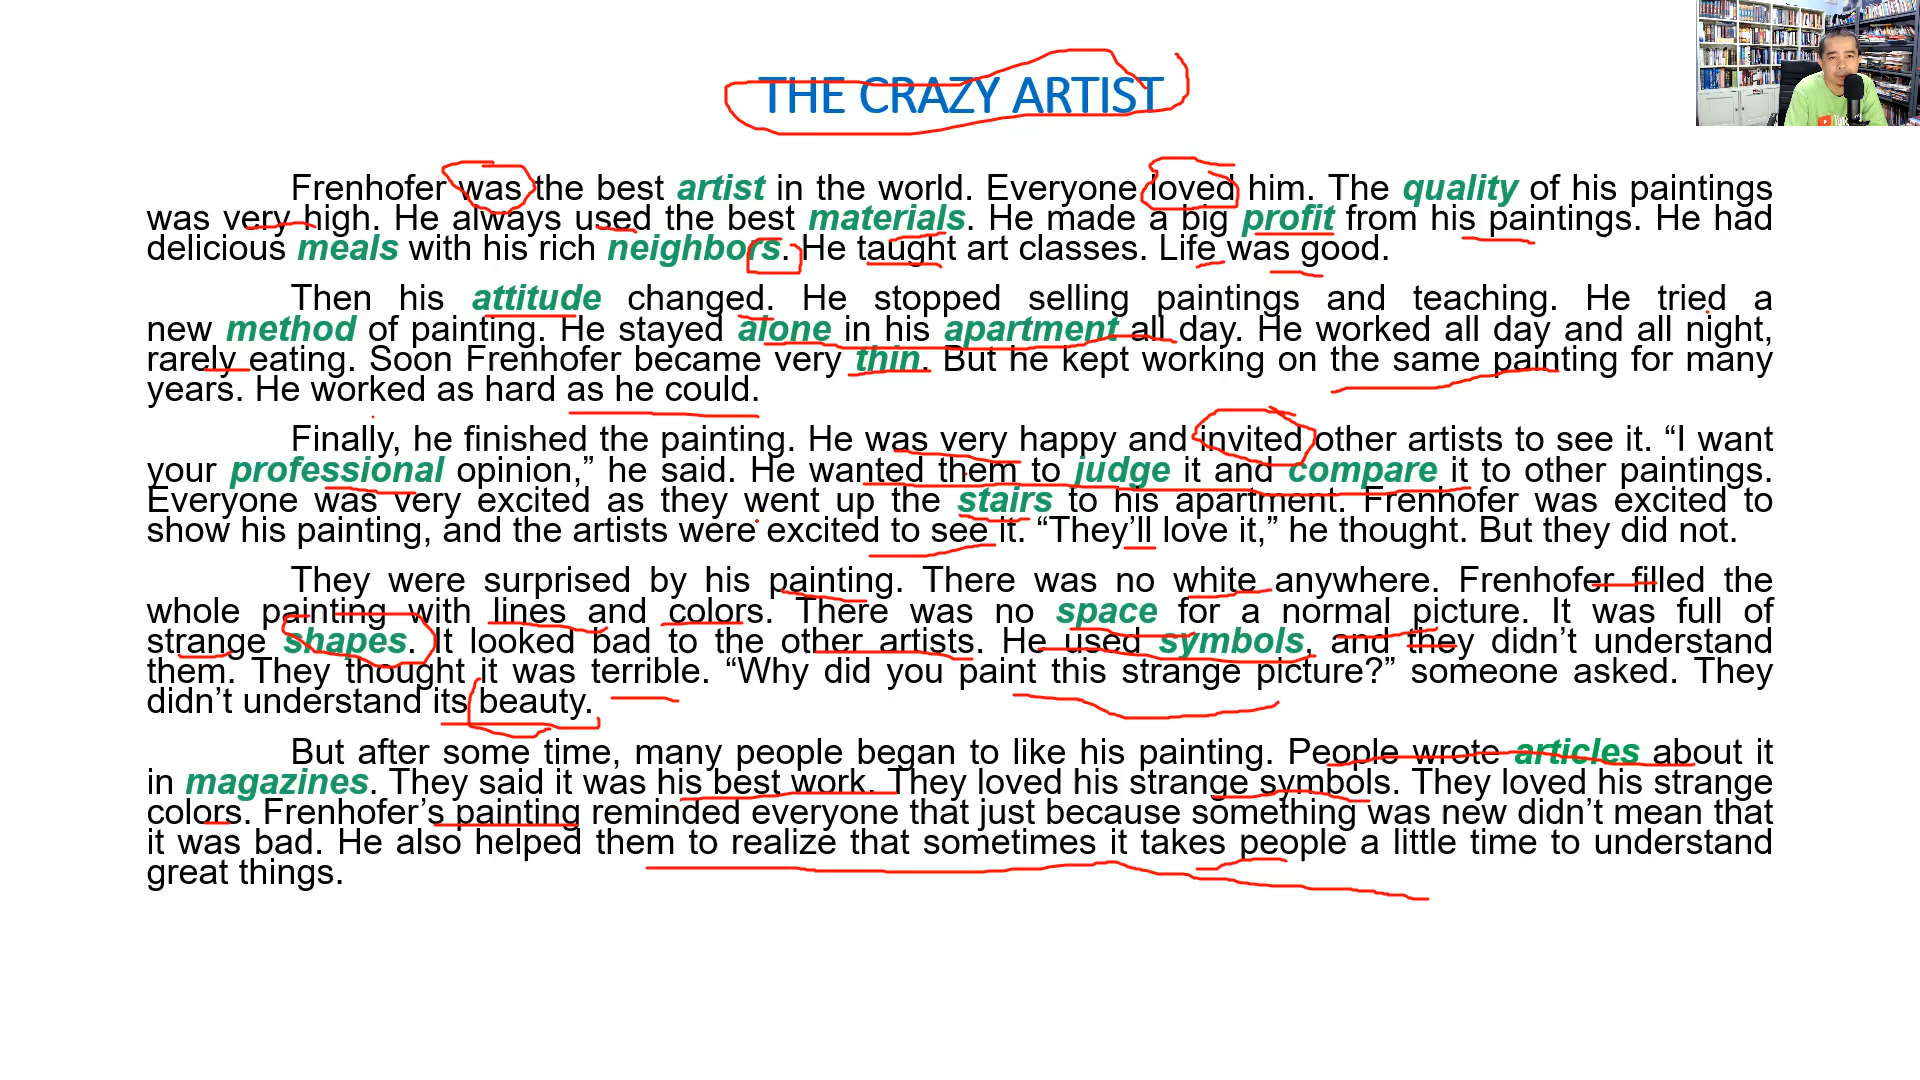 THE CRAZY ARTIST
Frenhofer was the best artist in the world. Everyone loved him. The quality of his paintings
was very high. He always used the best materials. He made a big profit from his paintings. He had
delicious meals with his rich neighbors. He taught art classes. Life was good.
Then his attitude changed. He stopped selling paintings and teaching. He tried a
new method of painting. He stayed alone in his apartment all day. He worked all day and all night,
rarely eating. Soon Frenhofer became very thin. But he kept working on the same painting for many
years. He worked as hard as he could.
Finally, he finished the painting. He was very happy and invited other artists to see it. “I want
your professional opinion,” he said. He wanted them to judge it and compare it to other paintings.
Everyone was very excited as they went up the stairs to his apartment. Frenhofer was excited to
show his painting, and the artists were excited to see it. “They’ll love it,” he thought. But they did not.
They were surprised by his painting. There was no white anywhere. Frenhofer filled the
whole painting with lines and colors. There was no space for a normal picture. It was full of
strange shapes. It looked bad to the other artists. He used symbols, and they didn’t understand
them. They thought it was terrible. “Why did you paint this strange picture?” someone asked. They
didn’t understand its beauty.
But after some time, many people began to like his painting. People wrote articles about it
in magazines. They said it was his best work. They loved his strange symbols. They loved his strange
colors. Frenhofer’s painting reminded everyone that just because something was new didn’t mean that
it was bad. He also helped them to realize that sometimes it takes people a little time to understand
great things.